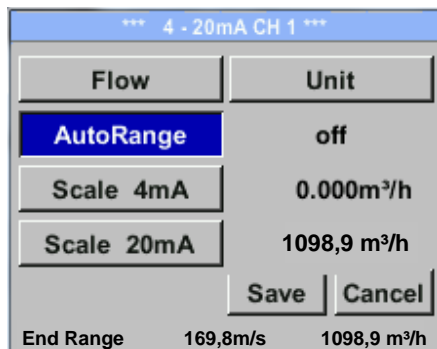 *** 4 - 20mA CH 1 ***
Flow Unit
AutoRange off
Scale 4mA 0.000m³/h
Scale 20mA 1098,9 m³/h
Save Cancel
End Range 169,8m/s 1098,9 m³/h